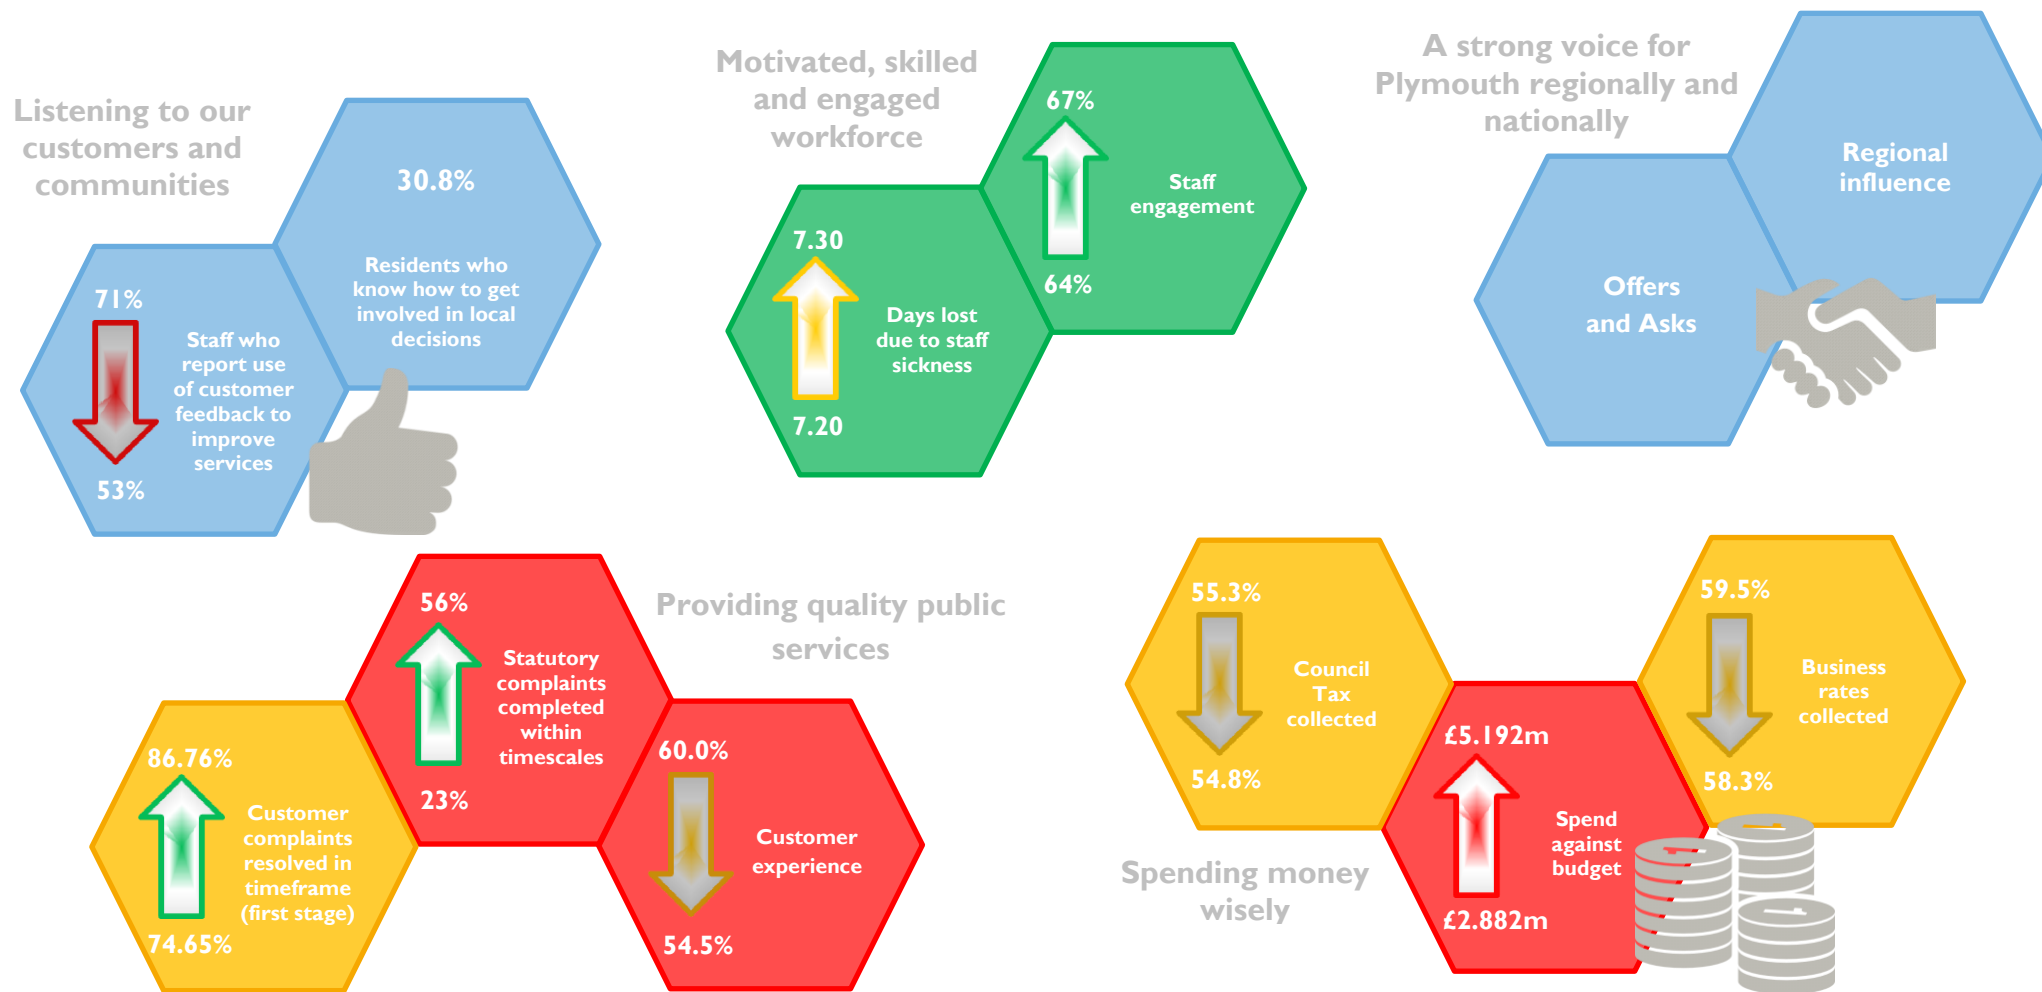 Listening to our
customers and
communities
30.8%
Residents who
know how to get
involved in local
decisions
71%
Staff who
report use
of customer
feedback to
improve
services
53%
Motivated, skilled
and engaged
workforce
67%
Staff
engagement
64%
7.30
Days lost
due to staff
sickness
7.20
A strong voice for
Plymouth regionally and
nationally
Regional
influence
Offers
and Asks
Providing quality public
services
56%
Statutory
complaints
completed
within
timescales
23%
86.76%
Customer
complaints
resolved in
timeframe
(first stage)
74.65%
60.0%
Customer
experience
54.5%
55.3%
Council
Tax
collected
54.8%
£5.192m
Spend
against
budget
£2.882m
59.5%
Business
rates
collected
58.3%
Spending money
wisely